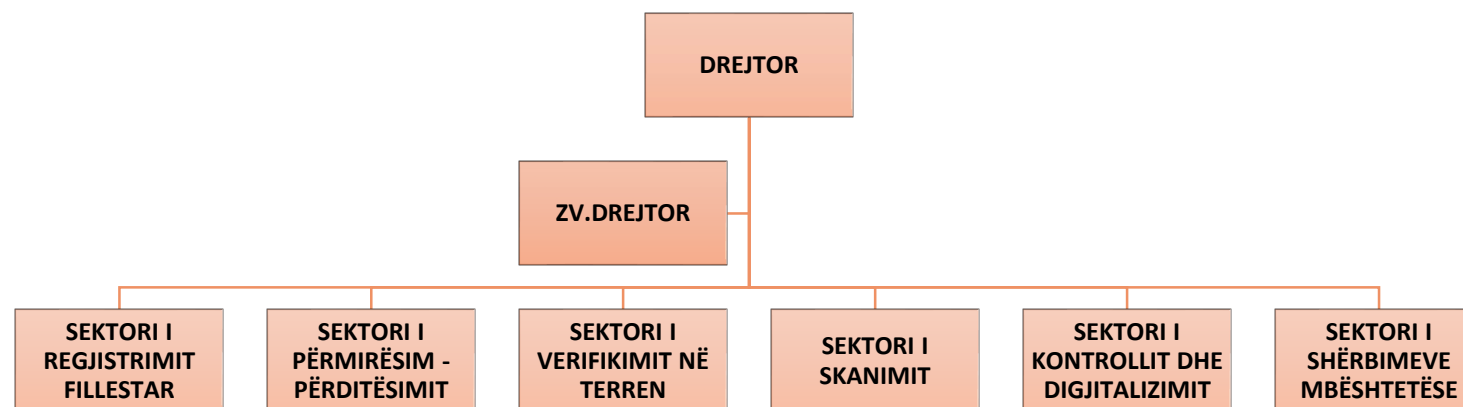 DREJTOR
ZV.DREJTOR
SEKTORI I
REGJISTRIMIT
FILLESTAR
SEKTORI I
PËRMIRËSIM -
PËRDITËSIMIT
SEKTORI I
VERIFIKIMIT NË
TERREN
SEKTORI I
SKANIMIT
SEKTORI I
KONTROLLIT DHE
DIGJITALIZIMIT
SEKTORI I
SHËRBIMEVE
MBËSHTETËSE